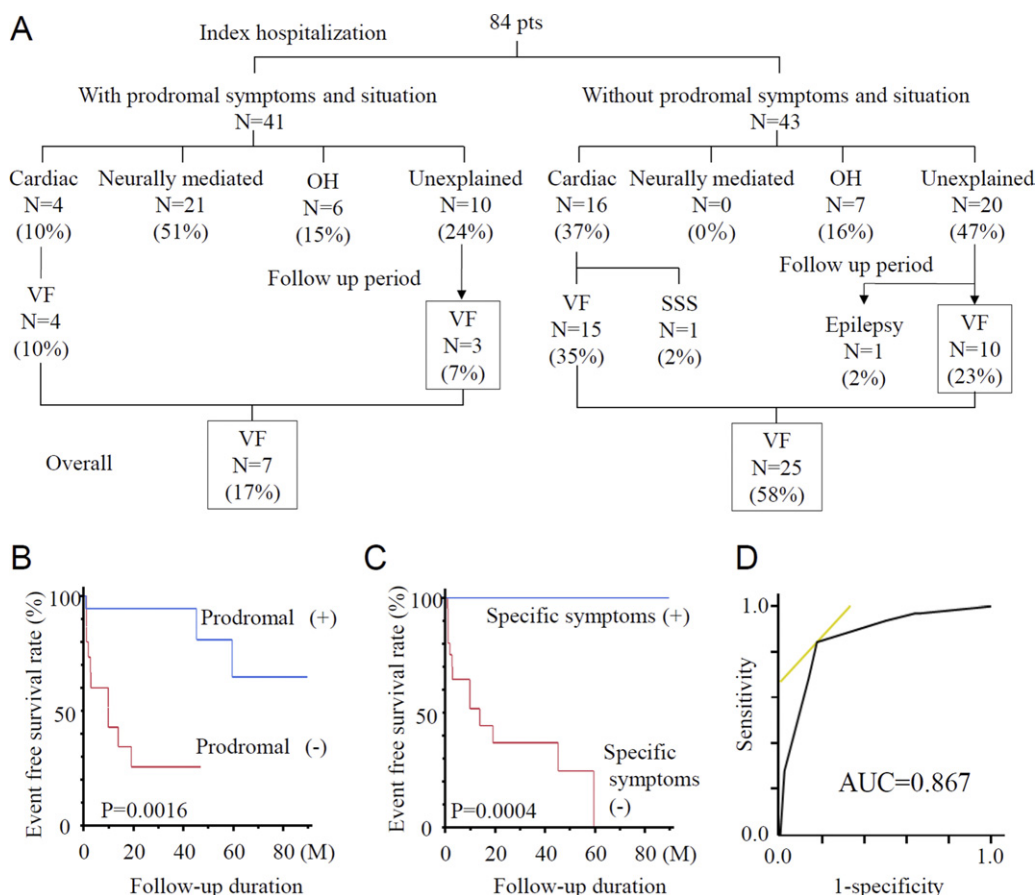 A
Index hospitalization
84 pts
With prodromal symptoms and situation
N=41
Without prodromal symptoms and situation
N=43
Cardiac
N=4
(10%)
Neurally mediated
N=21
(51%)
OH
N=6
(15%)
Unexplained
N=10
(24%)
Cardiac
N=16
(37%)
Neurally mediated
N=0
(0%)
OH
N=7
(16%)
Unexplained
N=20
(47%)
Follow up period
Follow up period
VF
N=4
(10%)
VF
N=3
(7%)
VF
N=15
(35%)
SSS
N=1
(2%)
Epilepsy
N=1
(2%)
VF
N=10
(23%)
Overall
VF
N=7
(17%)
VF
N=25
(58%)
B
Event free survival rate (%)
100
50
0
Prodromal (+)
Prodromal (-)
P=0.0016
0 20 40 60 80 (M)
Follow-up duration
C
Event free survival rate (%)
100
50
0
Specific symptoms (+)
Specific
symptoms
(-)
P=0.0004
0 20 40 60 80 (M)
Follow-up duration
D
Sensitivity
1.0
0.0
AUC=0.867
0.0 1.0
1-specificity